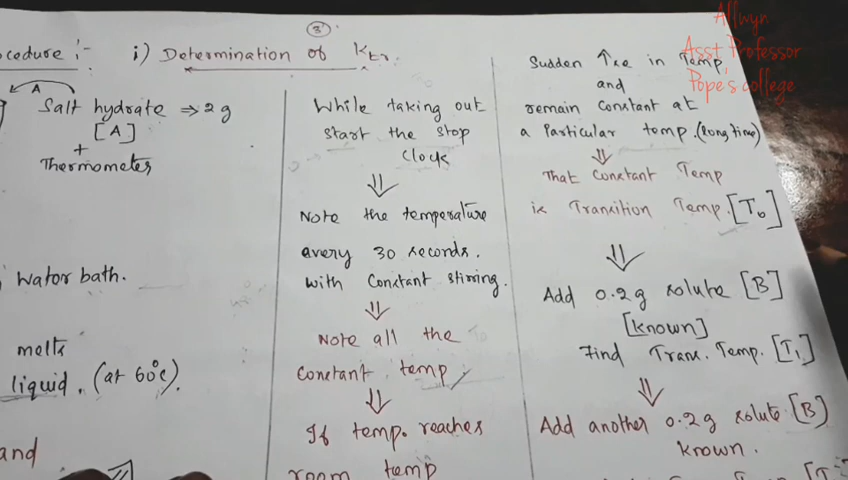 3
ocedure :- i) Determination of Ktr.
A
Salt hydrate ⇒ 2 g
[A]
+
Thermometer
Water bath.
melts
liquid. (at 60°c).
and
While taking out
start the stop
clock
⇓
Note the temperature
every 30 seconds.
with constant stirring.
⇓
Note all the
constant temp
⇓
If temp. reaches
room temp
Sudden ↑se in Temp
and
remain constant at
a particular temp. (long time)
⇓
That constant Temp
is Transition Temp. [T₀]
⇓
Add 0.2g solute [B]
[known]
Find Trans. Temp. [T₁]
⇓
Add another 0.2g solute [B]
known.
Allwyn
Asst Professor
Pope's college